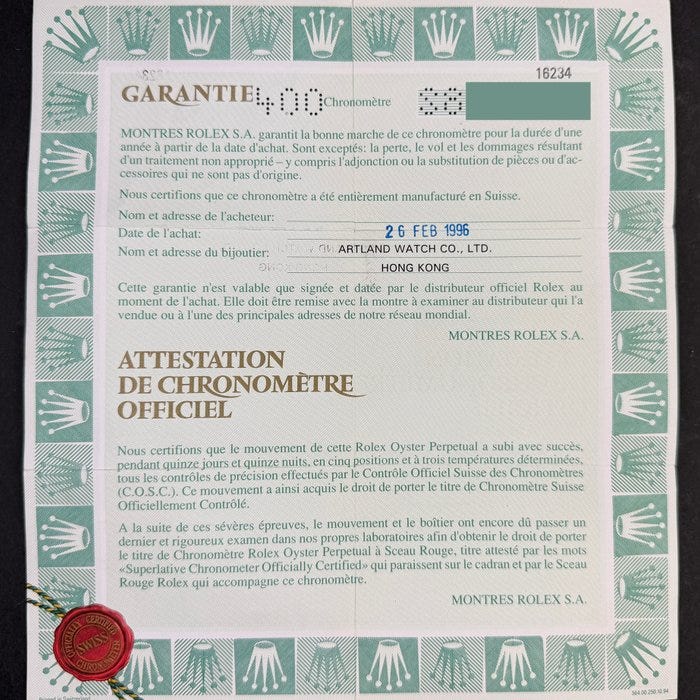 16234
GARANTIE 400 Chronomètre S8
MONTRES ROLEX S.A. garantit la bonne marche de ce chronomètre pour la durée d'une
année à partir de la date d'achat. Sont exceptés: la perte, le vol et les dommages résultant
d'un traitement non approprié – y compris l'adjonction ou la substitution de pièces ou d'ac-
cessoires qui ne sont pas d'origine.
Nous certifions que ce chronomètre a été entièrement manufacturé en Suisse.
Nom et adresse de l'acheteur:
Date de l'achat: 26 FEB 1996
Nom et adresse du bijoutier: ARTLAND WATCH CO., LTD.
HONG KONG
Cette garantie n'est valable que signée et datée par le distributeur officiel Rolex au
moment de l'achat. Elle doit être remise avec la montre à examiner au distributeur qui l'a
vendue ou à l'une des principales adresses de notre réseau mondial.
MONTRES ROLEX S.A.
ATTESTATION
DE CHRONOMÈTRE
OFFICIEL
Nous certifions que le mouvement de cette Rolex Oyster Perpetual a subi avec succès,
pendant quinze jours et quinze nuits, en cinq positions et à trois températures déterminées,
tous les contrôles de précision effectués par le Contrôle Officiel Suisse des Chronomètres
(C.O.S.C.). Ce mouvement a ainsi acquis le droit de porter le titre de Chronomètre Suisse
Officiellement Contrôlé.
A la suite de ces sévères épreuves, le mouvement et le boîtier ont encore dû passer un
dernier et rigoureux examen dans nos propres laboratoires afin d'obtenir le droit de porter
le titre de Chronomètre Rolex Oyster Perpetual à Sceau Rouge, titre attesté par les mots
«Superlative Chronometer Officially Certified» qui paraissent sur le cadran et par le Sceau
Rouge Rolex qui accompagne ce chronomètre.
MONTRES ROLEX S.A.
OFFICIALLY CERTIFIED
SWISS
CHRONOMETER
Printed in Switzerland
564.00.250.12.94